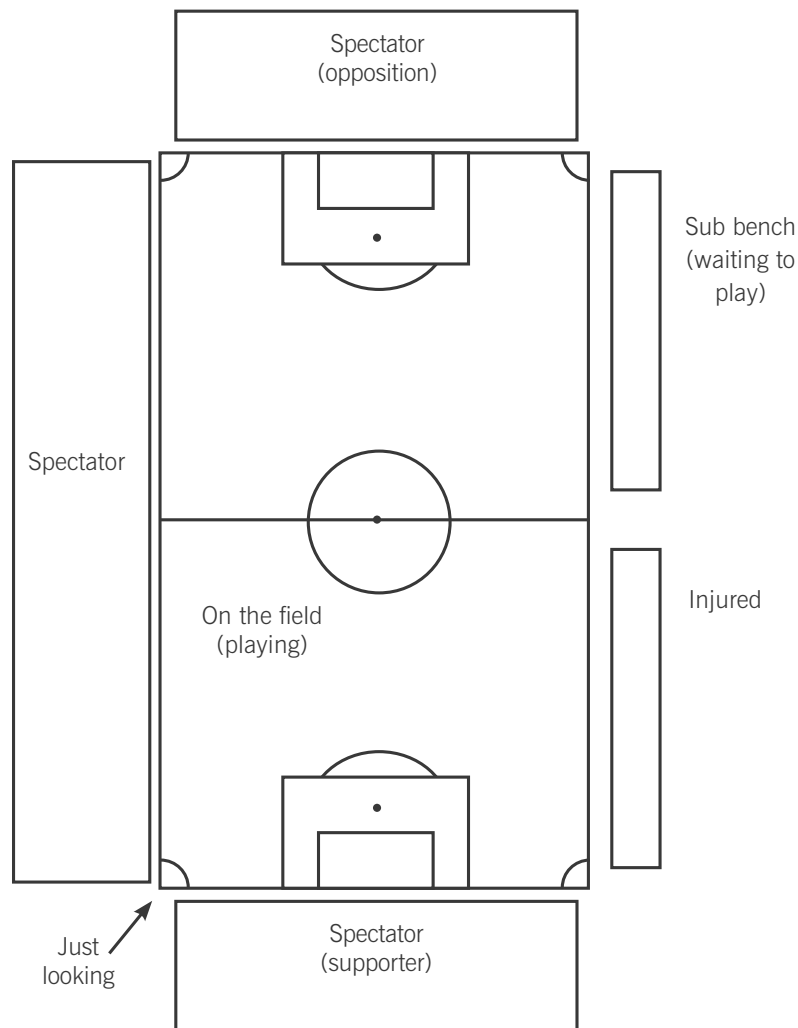 Spectator
(opposition)
Sub bench
(waiting to
play)
Spectator
On the field
(playing)
Injured
Just
looking
Spectator
(supporter)